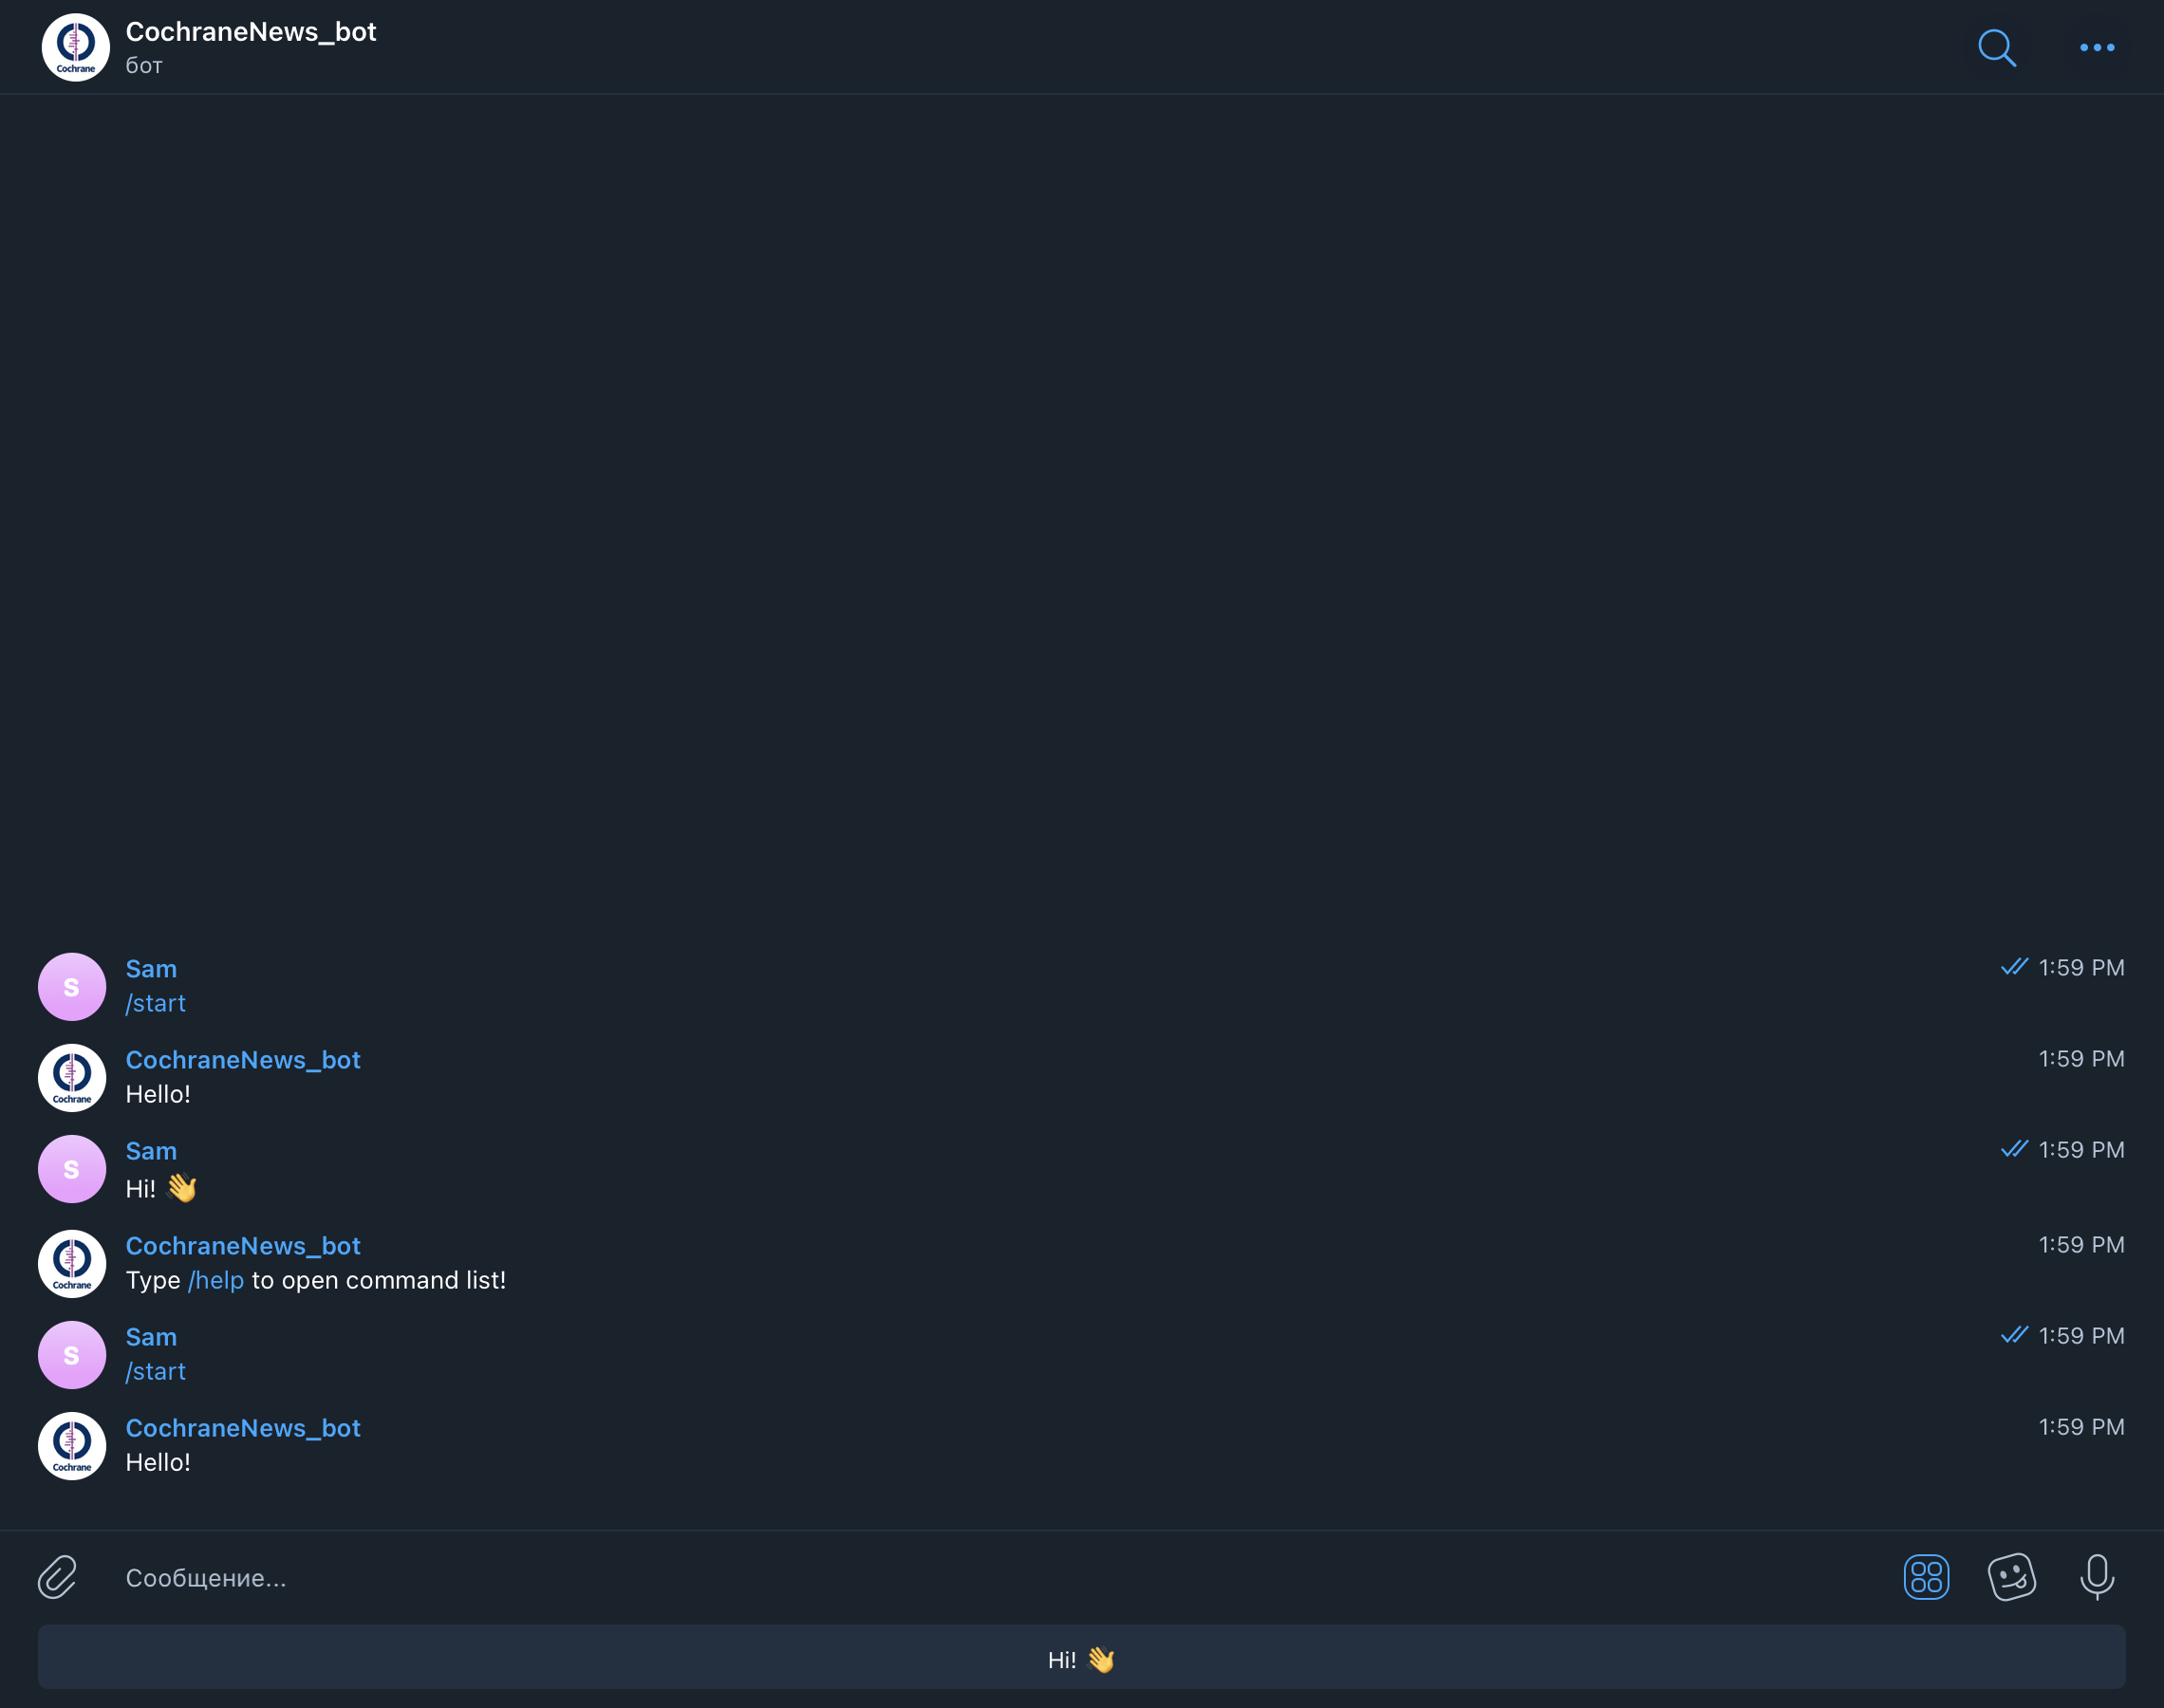 CochraneNews_bot
бот
Cochrane
Sam
1:59 PM
S
/start
CochraneNews_bot
1:59 PM
Hello!
Cochrane
Sam
1:59 PM
S
Hi! 👋
CochraneNews_bot
1:59 PM
Type /help to open command list!
Cochrane
Sam
1:59 PM
S
/start
CochraneNews_bot
1:59 PM
Hello!
Cochrane
Сообщение...
Hi! 👋